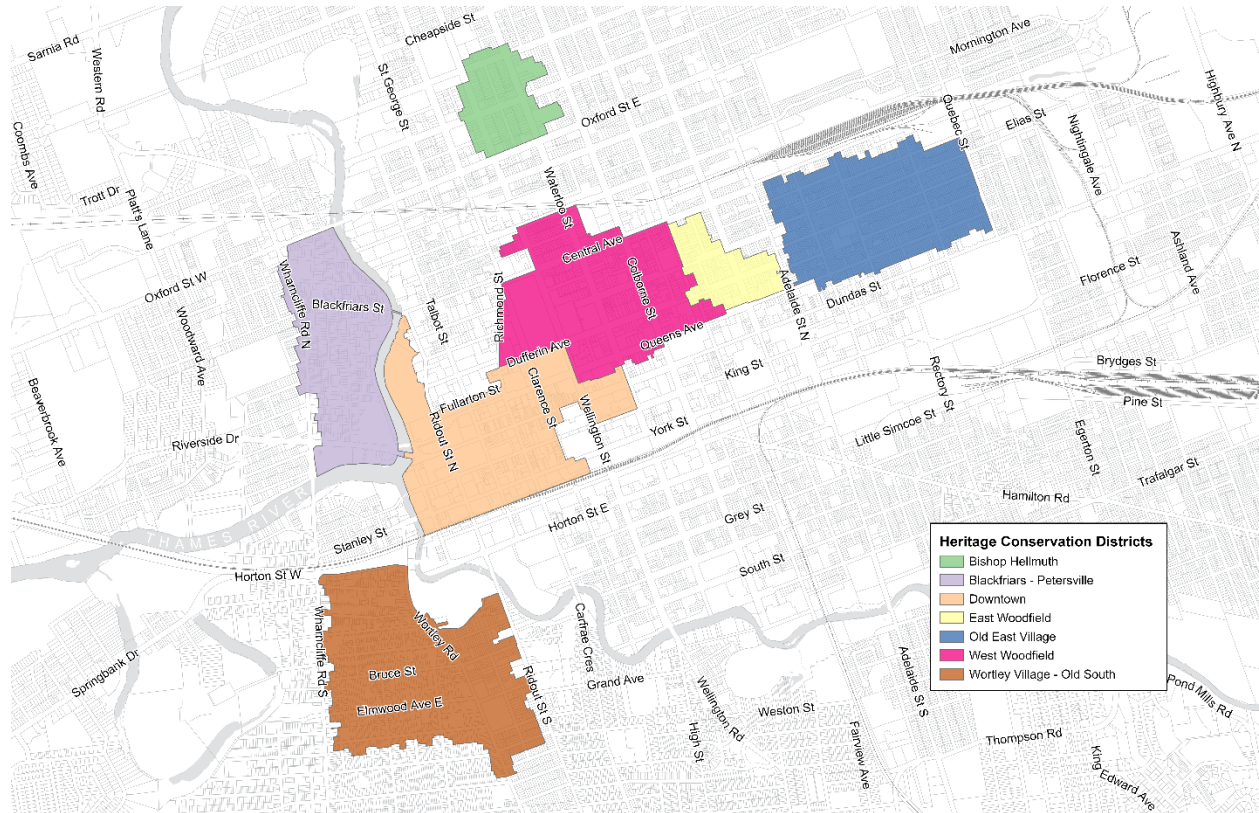 Cheapside St
Sarnia Rd
Western Rd
St George St
Mornington Ave
Highbury Ave N
Oxford St E
Quebec St
Elias St
Nightingale Ave
Coombs Ave
Trott Dr
Platt's Lane
Waterloo St
Central Ave
Colborne St
Richmond St
Adelaide St N
Dundas St
Florence St
Ashland Ave
Oxford St W
Wharncliffe Rd N
Blackfriars St
Talbot St
Woodward Ave
Dufferin Ave
Queens Ave
King St
Brydges St
Pine St
Rectory St
Beaverbrook Ave
Fullarton St
Clarence St
Wellington St
Ridout St N
York St
Riverside Dr
Little Simcoe St
Egerton St
Trafalgar St
THAMES RIVER
Stanley St
Horton St E
Grey St
Hamilton Rd
Horton St W
South St
Wharncliffe Rd S
Wortley Rd
Carfrae Cres
Bruce St
Ridout St S
Grand Ave
Elmwood Ave E
Springbank Dr
Wellington Rd
Weston St
High St
Fairview Ave
Adelaide St S
Pond Mills Rd
Thompson Rd
King Edward Ave
Heritage Conservation Districts
Bishop Hellmuth
Blackfriars - Petersville
Downtown
East Woodfield
Old East Village
West Woodfield
Wortley Village - Old South